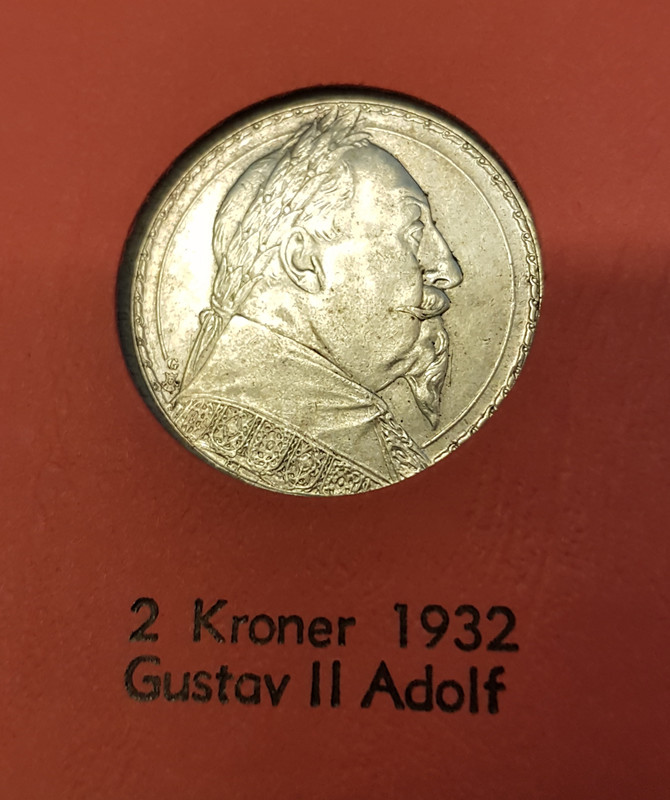 2 Kroner 1932
Gustav II Adolf